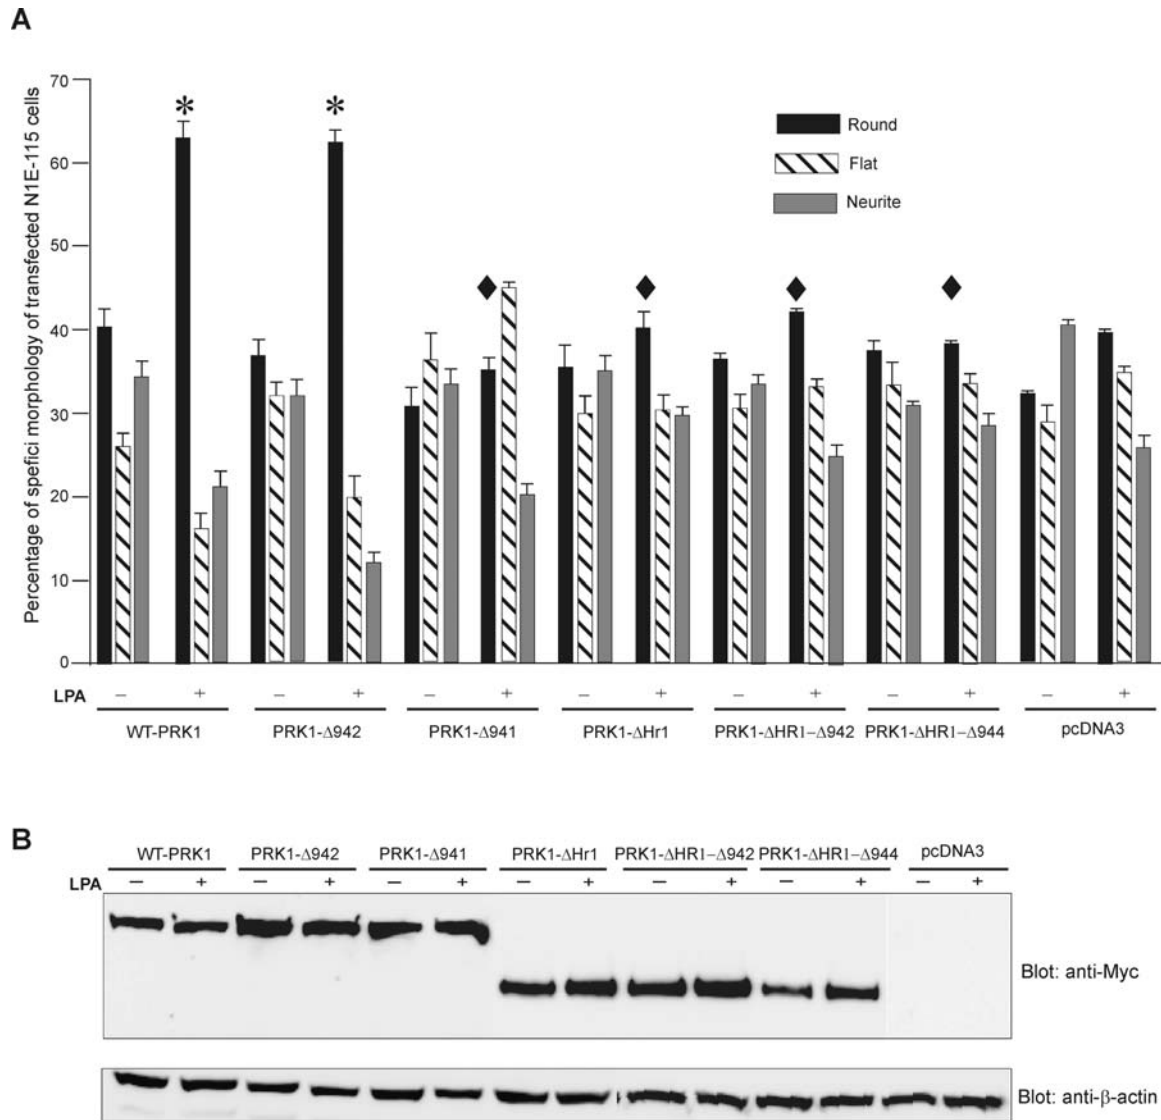 A
Percentage of spefici morphology of transfected N1E-115 cells
70
60
50
40
30
20
10
0
* *
Round
Flat
Neurite
♦ ♦ ♦ ♦
LPA – + – + – + – + – + – + – +
WT-PRK1 PRK1-Δ942 PRK1-Δ941 PRK1-ΔHr1 PRK1-ΔHR1–Δ942 PRK1-ΔHR1–Δ944 pcDNA3
B
WT-PRK1 PRK1-Δ942 PRK1-Δ941 PRK1-ΔHr1 PRK1-ΔHR1–Δ942 PRK1-ΔHR1–Δ944 pcDNA3
LPA – + – + – + – + – + – + – +
Blot: anti-Myc
Blot: anti-β-actin